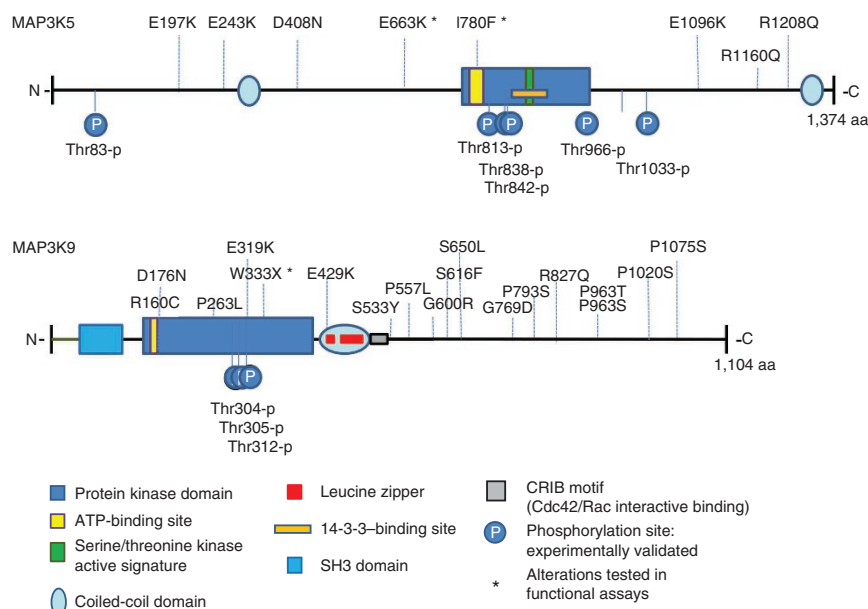 MAP3K5
E197K
E243K
D408N
E663K *
I780F *
E1096K
R1208Q
R1160Q
N -
-C
1,374 aa
P
P
P
P
P
Thr83-p
Thr813-p
Thr838-p
Thr842-p
Thr966-p
Thr1033-p
MAP3K9
E319K
S650L
P1075S
D176N
W333X *
E429K
S616F
R827Q
P1020S
R160C
P263L
P557L
G600R
P793S
P963T
P963S
S533Y
G769D
N -
-C
1,104 aa
P
Thr304-p
Thr305-p
Thr312-p
Protein kinase domain
ATP-binding site
Serine/threonine kinase
active signature
Coiled-coil domain
Leucine zipper
14-3-3–binding site
SH3 domain
CRIB motif
(Cdc42/Rac interactive binding)
P
Phosphorylation site:
experimentally validated
* Alterations tested in
functional assays